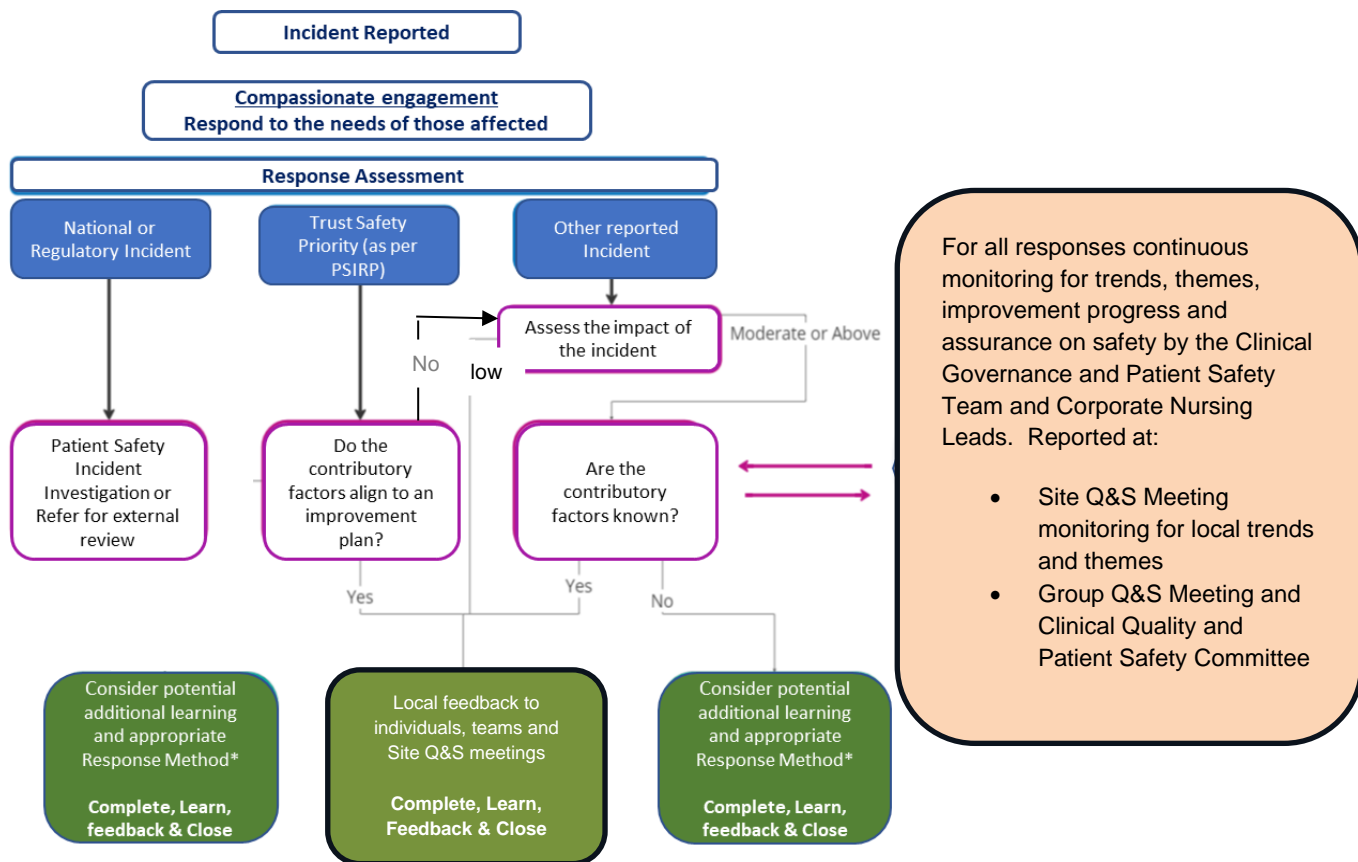 Incident Reported
Compassionate engagement
Respond to the needs of those affected
Response Assessment
National or
Regulatory Incident
Trust Safety
Priority (as per
PSIRP)
Other reported
Incident
Assess the impact of
the incident
Moderate or Above
No
low
Patient Safety
Incident
Investigation or
Refer for external
review
Do the
contributory
factors align to an
improvement
plan?
Are the
contributory
factors known?
Yes
Yes
No
Consider potential
additional learning
and appropriate
Response Method*
Complete, Learn,
feedback & Close
Local feedback to
individuals, teams and
Site Q&S meetings
Complete, Learn,
Feedback & Close
Consider potential
additional learning
and appropriate
Response Method*
Complete, Learn,
feedback & Close
For all responses continuous
monitoring for trends, themes,
improvement progress and
assurance on safety by the Clinical
Governance and Patient Safety
Team and Corporate Nursing
Leads.  Reported at:
• Site Q&S Meeting
monitoring for local trends
and themes
• Group Q&S Meeting and
Clinical Quality and
Patient Safety Committee